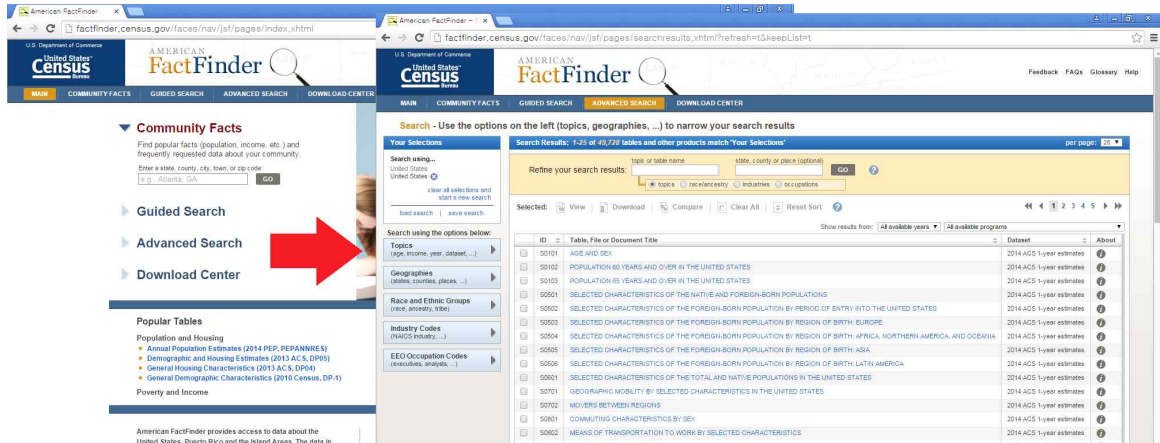 American FactFinder
factfinder.census.gov/faces/nav/jsf/pages/index.xhtml
U.S. Department of Commerce
United States®
Census
Bureau
AMERICAN
FactFinder
MAIN COMMUNITY FACTS GUIDED SEARCH ADVANCED SEARCH DOWNLOAD CENTER
Community Facts
Find popular facts (population, income, etc.) and
frequently requested data about your community.
Enter a state, county, city, town, or zip code:
e.g., Atlanta, GA GO
Guided Search
Advanced Search
Download Center
Popular Tables
Population and Housing
Annual Population Estimates (2014 PEP, PEPANNRES)
Demographic and Housing Estimates (2013 ACS, DP05)
General Housing Characteristics (2013 ACS, DP04)
General Demographic Characteristics (2010 Census, DP-1)
Poverty and Income
American FactFinder provides access to data about the
United States, Puerto Rico and the Island Areas. The data in
American FactFinder -
factfinder.census.gov/faces/nav/jsf/pages/searchresults.xhtml?refresh=t&keepList=t
U.S. Department of Commerce
United States®
Census
Bureau
AMERICAN
FactFinder
Feedback FAQs Glossary Help
MAIN COMMUNITY FACTS GUIDED SEARCH ADVANCED SEARCH DOWNLOAD CENTER
Search - Use the options on the left (topics, geographies, ...) to narrow your search results
Your Selections
Search using...
United States
United States
clear all selections and
start a new search
load search | save search
Search using the options below:
Topics
(age, income, year, dataset, ...)
Geographies
(states, counties, places, ...)
Race and Ethnic Groups
(race, ancestry, tribe)
Industry Codes
(NAICS industry, ...)
EEO Occupation Codes
(executives, analysts, ...)
Search Results: 1-25 of 49,728 tables and other products match 'Your Selections' per page: 25
topic or table name state, county or place (optional)
Refine your search results: GO
topics race/ancestry industries occupations
Selected: View | Download | Compare | Clear All | Reset Sort 1 2 3 4 5
Show results from: All available years All available programs
ID Table, File or Document Title Dataset About
S0101 AGE AND SEX 2014 ACS 1-year estimates
S0102 POPULATION 60 YEARS AND OVER IN THE UNITED STATES 2014 ACS 1-year estimates
S0103 POPULATION 65 YEARS AND OVER IN THE UNITED STATES 2014 ACS 1-year estimates
S0501 SELECTED CHARACTERISTICS OF THE NATIVE AND FOREIGN-BORN POPULATIONS 2014 ACS 1-year estimates
S0502 SELECTED CHARACTERISTICS OF THE FOREIGN-BORN POPULATION BY PERIOD OF ENTRY INTO THE UNITED STATES 2014 ACS 1-year estimates
S0503 SELECTED CHARACTERISTICS OF THE FOREIGN-BORN POPULATION BY REGION OF BIRTH: EUROPE 2014 ACS 1-year estimates
S0504 SELECTED CHARACTERISTICS OF THE FOREIGN-BORN POPULATION BY REGION OF BIRTH: AFRICA, NORTHERN AMERICA, AND OCEANIA 2014 ACS 1-year estimates
S0505 SELECTED CHARACTERISTICS OF THE FOREIGN-BORN POPULATION BY REGION OF BIRTH: ASIA 2014 ACS 1-year estimates
S0506 SELECTED CHARACTERISTICS OF THE FOREIGN-BORN POPULATION BY REGION OF BIRTH: LATIN AMERICA 2014 ACS 1-year estimates
S0601 SELECTED CHARACTERISTICS OF THE TOTAL AND NATIVE POPULATIONS IN THE UNITED STATES 2014 ACS 1-year estimates
S0701 GEOGRAPHIC MOBILITY BY SELECTED CHARACTERISTICS IN THE UNITED STATES 2014 ACS 1-year estimates
S0702 MOVERS BETWEEN REGIONS 2014 ACS 1-year estimates
S0801 COMMUTING CHARACTERISTICS BY SEX 2014 ACS 1-year estimates
S0802 MEANS OF TRANSPORTATION TO WORK BY SELECTED CHARACTERISTICS 2014 ACS 1-year estimates